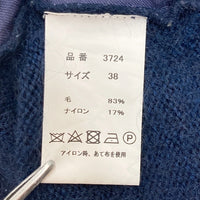 品番 3724
サイズ 38
毛 83%
ナイロン 17%
P
アイロン時、あて布を使用